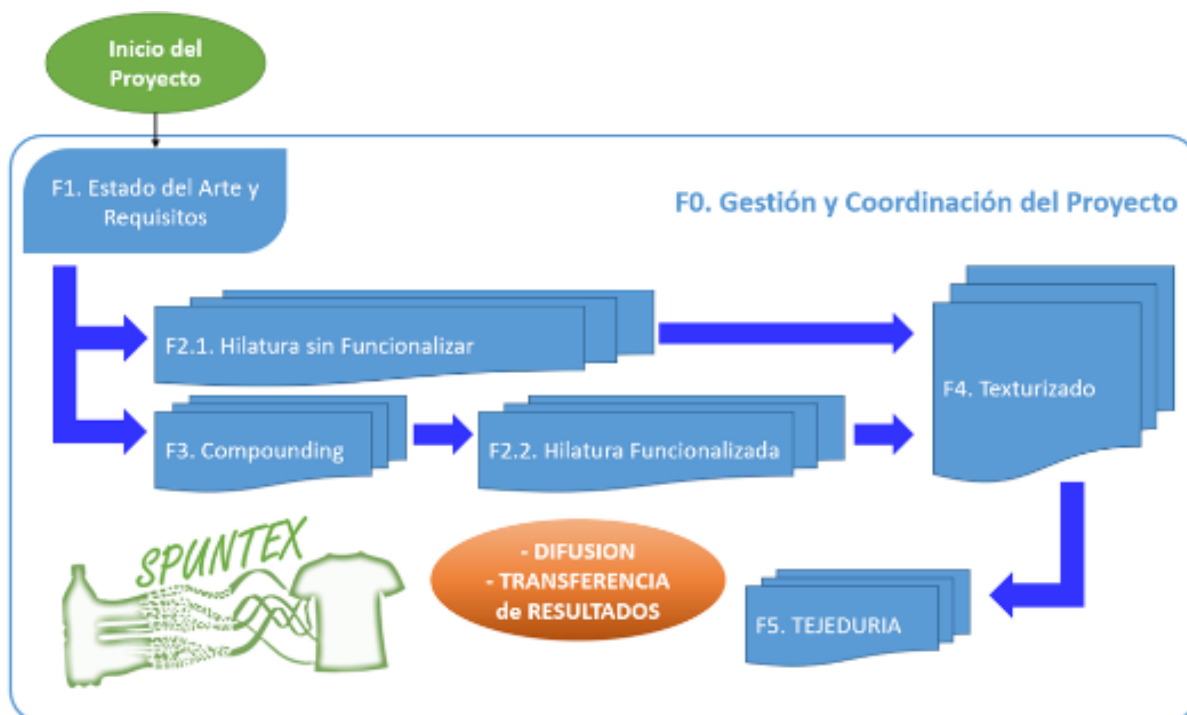 Inicio del
Proyecto
F1. Estado del Arte y
Requisitos
F0. Gestión y Coordinación del Proyecto
F2.1. Hilatura sin Funcionalizar
F4. Texturizado
F3. Compounding
F2.2. Hilatura Funcionalizada
SPUNTEX
- DIFUSION
- TRANSFERENCIA
de RESULTADOS
F5. TEJEDURIA